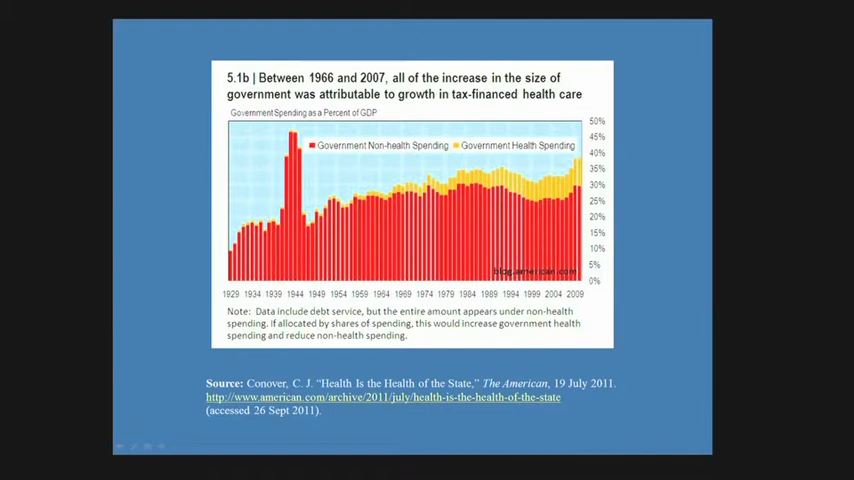 5.1b | Between 1966 and 2007, all of the increase in the size of
government was attributable to growth in tax-financed health care
Government Spending as a Percent of GDP
50%
45%
40%
35%
30%
25%
20%
15%
10%
5%
0%
Government Non-health Spending Government Health Spending
blog.american.com
1929 1934 1939 1944 1949 1954 1959 1964 1969 1974 1979 1984 1989 1994 1999 2004 2009
Note: Data include debt service, but the entire amount appears under non-health
spending. If allocated by shares of spending, this would increase government health
spending and reduce non-health spending.
Source: Conover, C. J. “Health Is the Health of the State,” The American, 19 July 2011.
http://www.american.com/archive/2011/july/health-is-the-health-of-the-state
(accessed 26 Sept 2011).